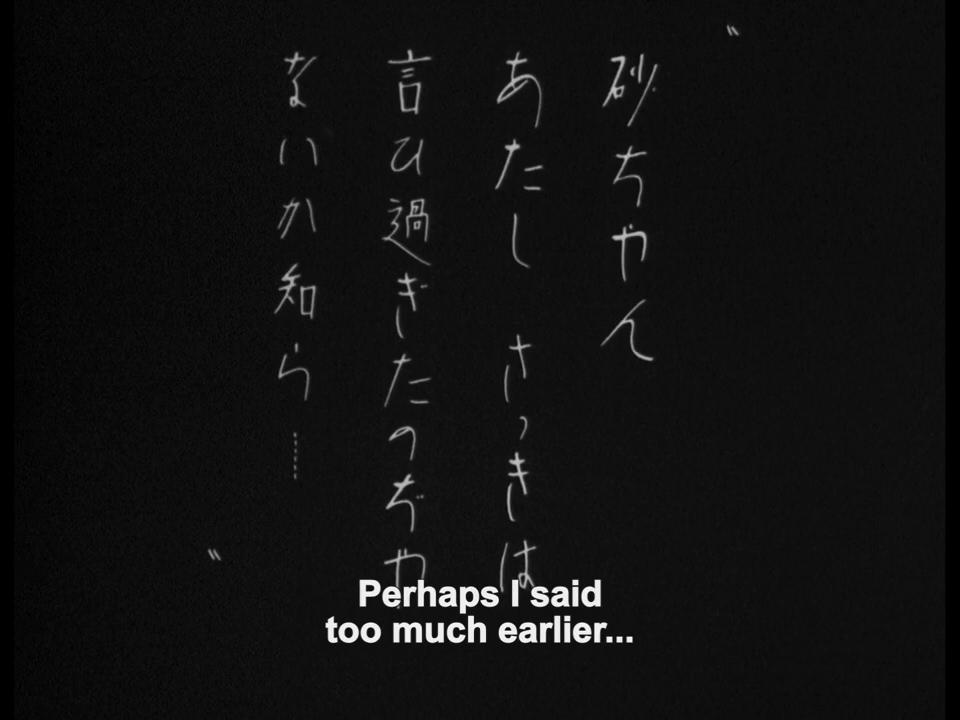 〝
砂ちやん
あたし さっきは
言ひ過ぎたのぢや
ないか知ら……
〟
Perhaps I said
too much earlier...